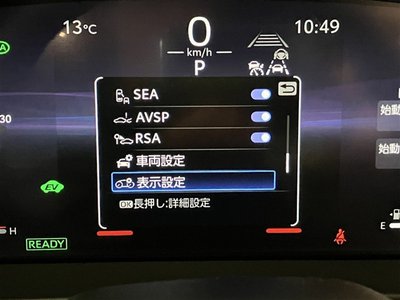 13℃
0
km/h
P
10:49
A
SEA
AVSP
RSA
車両設定
表示設定
OK 長押し:詳細設定
30
EV
H
READY
始動
始動
E